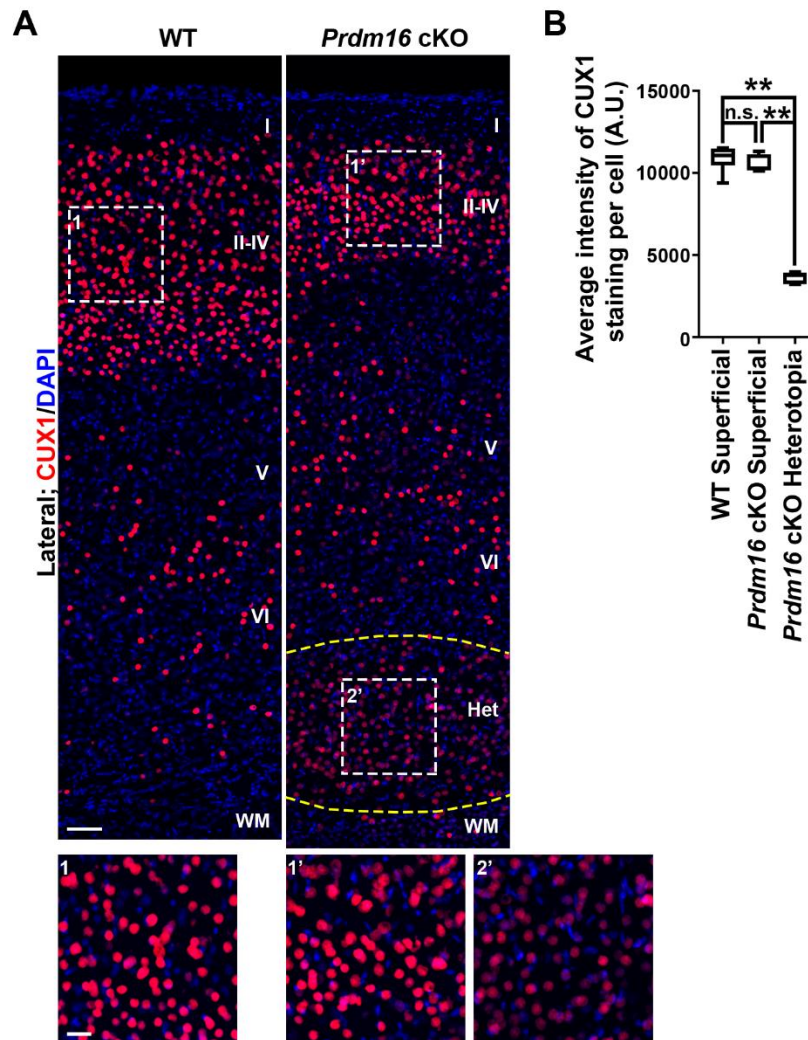 A
WT
Prdm16 cKO
Lateral; CUX1/DAPI
I
1
II-IV
V
VI
WM
I
1’
II-IV
V
VI
2’
Het
WM
1
1’
2’
B
Average intensity of CUX1
staining per cell (A.U.)
15000
10000
5000
0
**
n.s.
**
WT Superficial
Prdm16 cKO Superficial
Prdm16 cKO Heterotopia